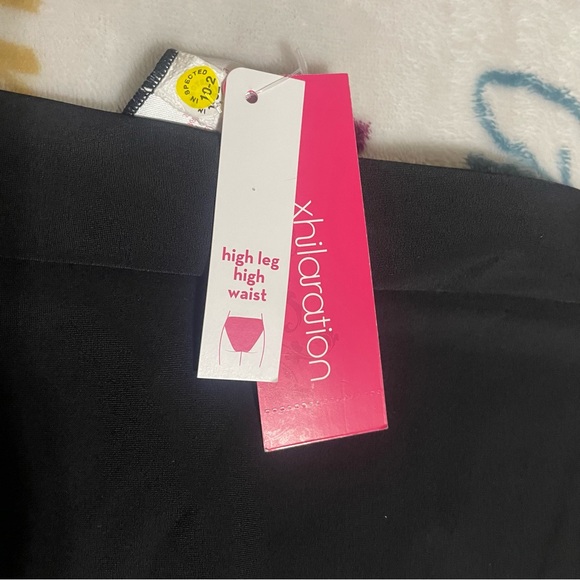 INSPECTED
10-2
high leg
high
waist
xhilaration